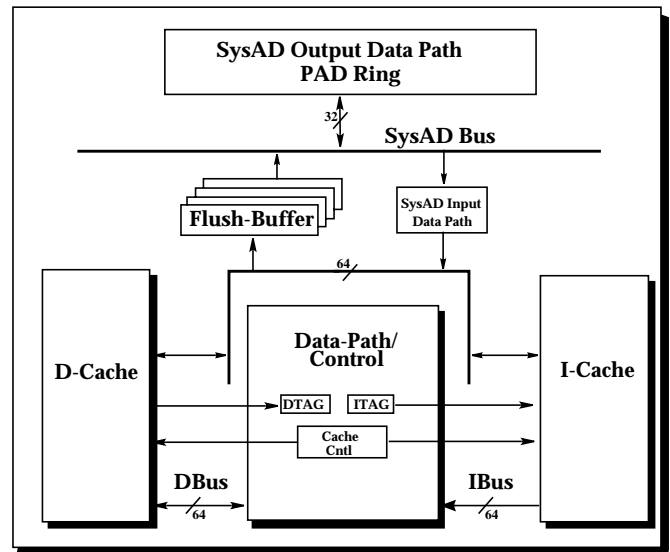 SysAD Output Data Path
PAD Ring
32
SysAD Bus
Flush-Buffer
SysAD Input
Data Path
64
D-Cache
Data-Path/
Control
I-Cache
DTAG
ITAG
Cache
Cntl
DBus
64
IBus
64